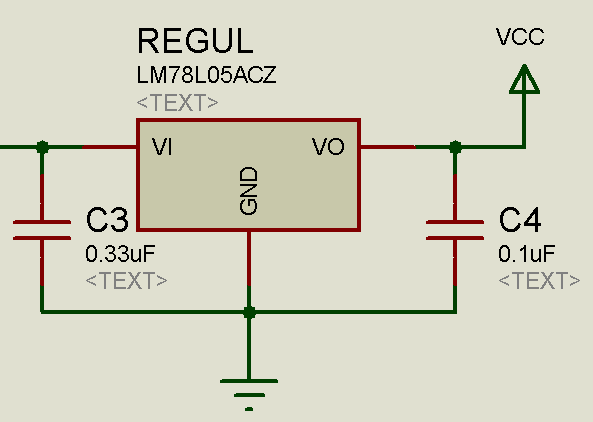 REGUL
LM78L05ACZ
<TEXT>
VCC
VI
VO
GND
C3
0.33uF
<TEXT>
C4
0.1uF
<TEXT>